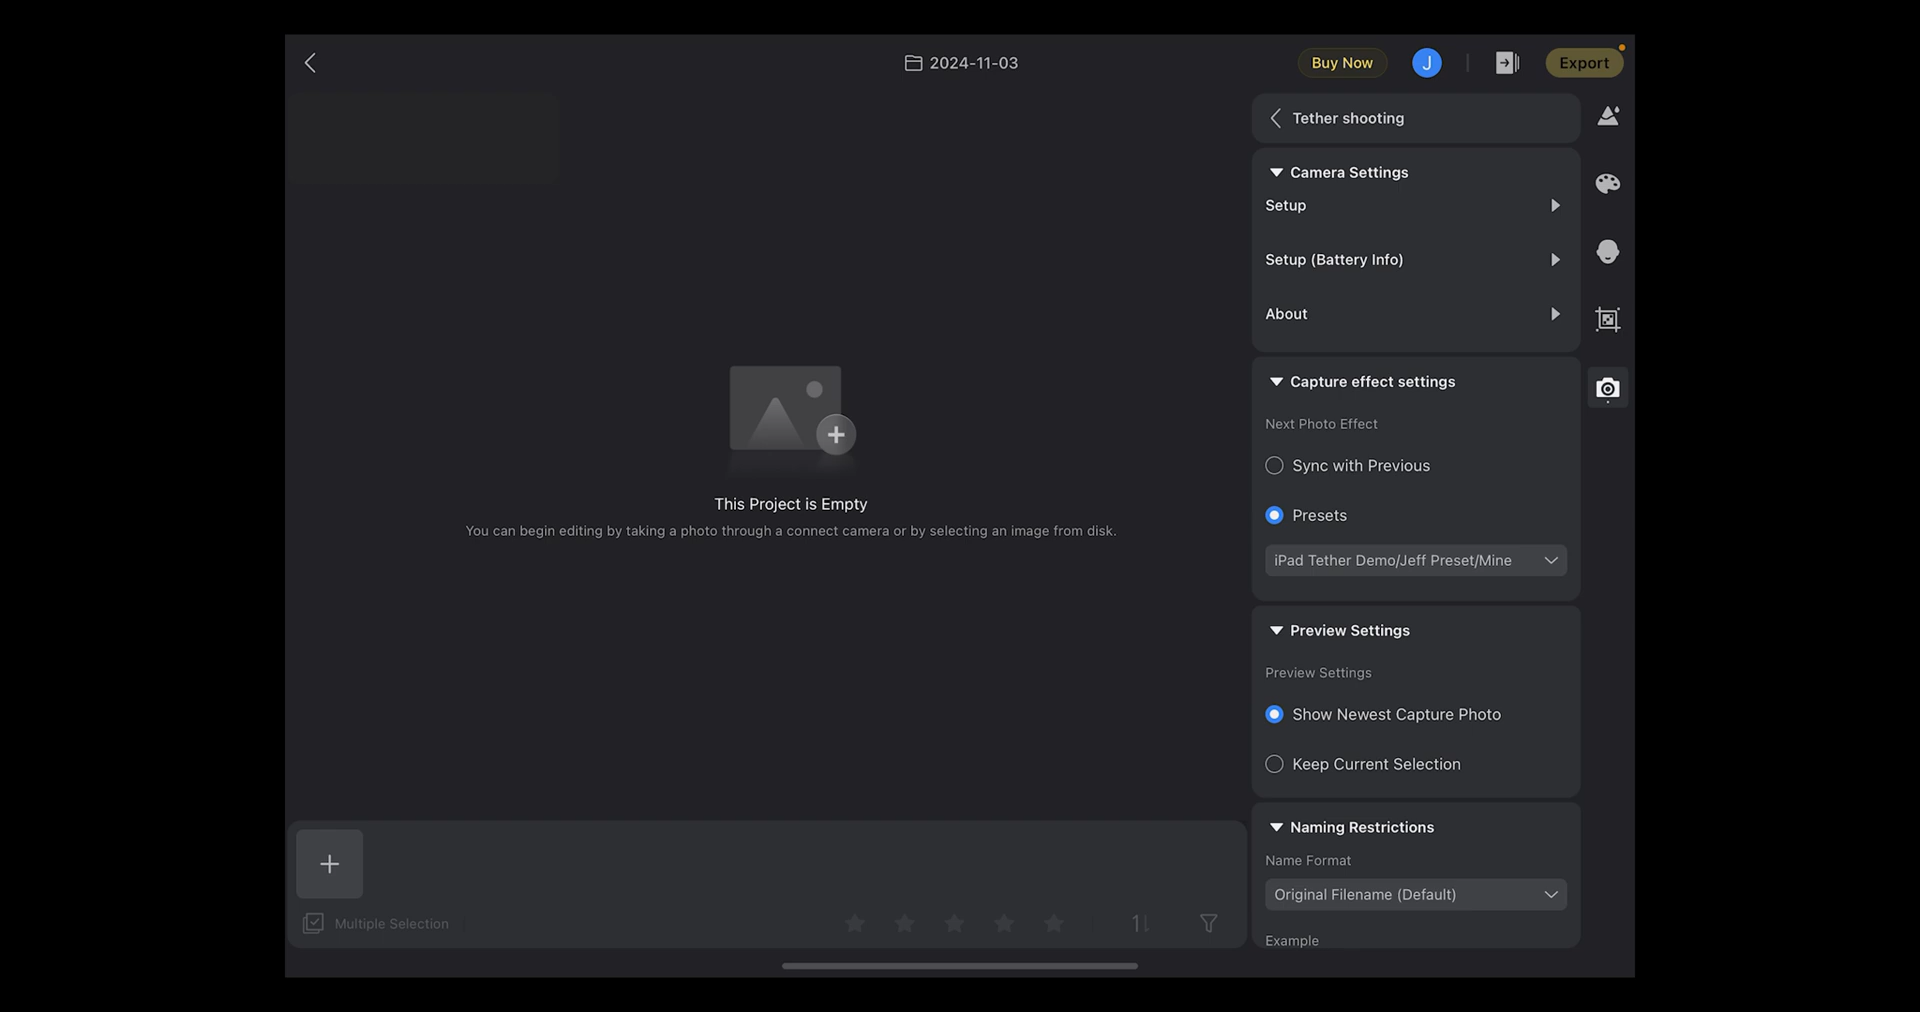 2024-11-03
Buy Now
J
Export
Tether shooting
Camera Settings
Setup
Setup (Battery Info)
About
Capture effect settings
Next Photo Effect
Sync with Previous
Presets
iPad Tether Demo/Jeff Preset/Mine
This Project is Empty
You can begin editing by taking a photo through a connect camera or by selecting an image from disk.
Preview Settings
Preview Settings
Show Newest Capture Photo
Keep Current Selection
Naming Restrictions
Name Format
Original Filename (Default)
Example
Multiple Selection